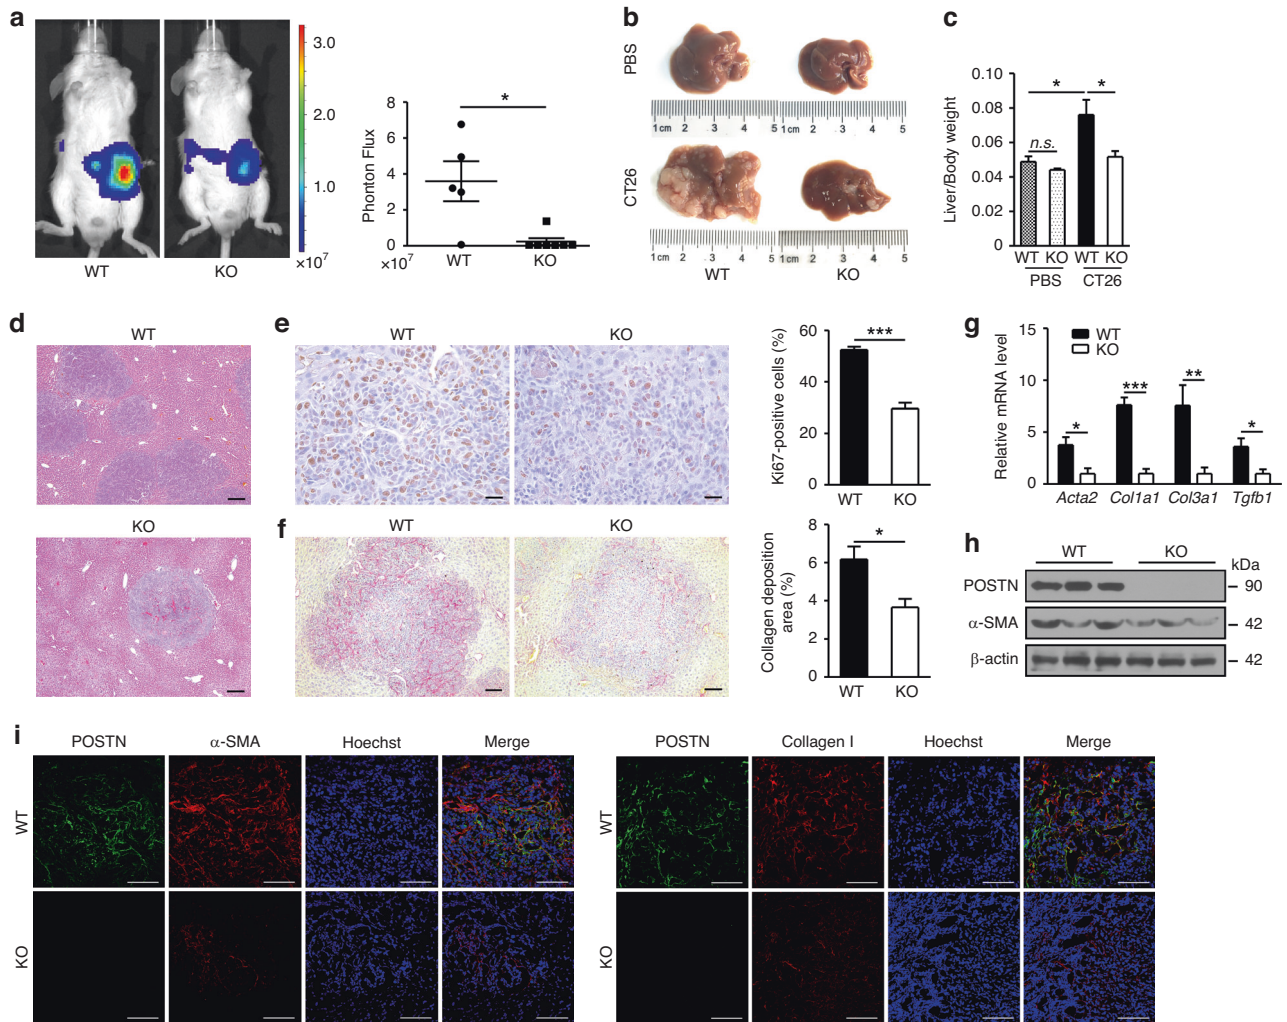 a
3.0
2.0
1.0
×10⁷
WT
KO
Phonton Flux
8
6
4
2
0
×10⁷
WT
KO
*
b
PBS
CT26
1cm 2 3 4 5
1cm 2 3 4 5
1cm 2 3 4 5
1cm 2 3 4 5
WT
KO
c
Liver/Body weight
0.10
0.08
0.06
0.04
0.02
0.00
n.s.
*
*
WT KO WT KO
PBS
CT26
d
WT
KO
e
WT
KO
Ki67-positive cells (%)
60
40
20
0
***
WT
KO
f
WT
KO
Collagen deposition
area (%)
8
6
4
2
0
*
WT
KO
g
Relative mRNA level
15
10
5
0
WT
KO
*
***
**
*
Acta2 Col1a1 Col3a1 Tgfb1
h
WT
KO
kDa
POSTN
90
α-SMA
42
β-actin
42
i
POSTN α-SMA Hoechst Merge
WT
KO
POSTN Collagen I Hoechst Merge
WT
KO